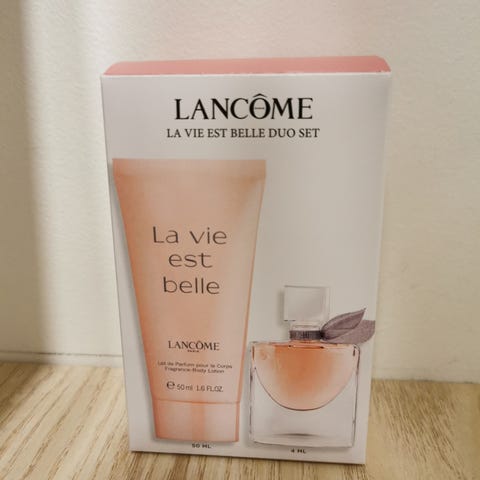 LANCÔME
LA VIE EST BELLE DUO SET
La vie
est
belle
LANCÔME
PARIS
Lait de Parfum pour le Corps
Fragrance-Body Lotion
℮ 50 ml 1.6 FL.OZ.
50 ML
4 ML